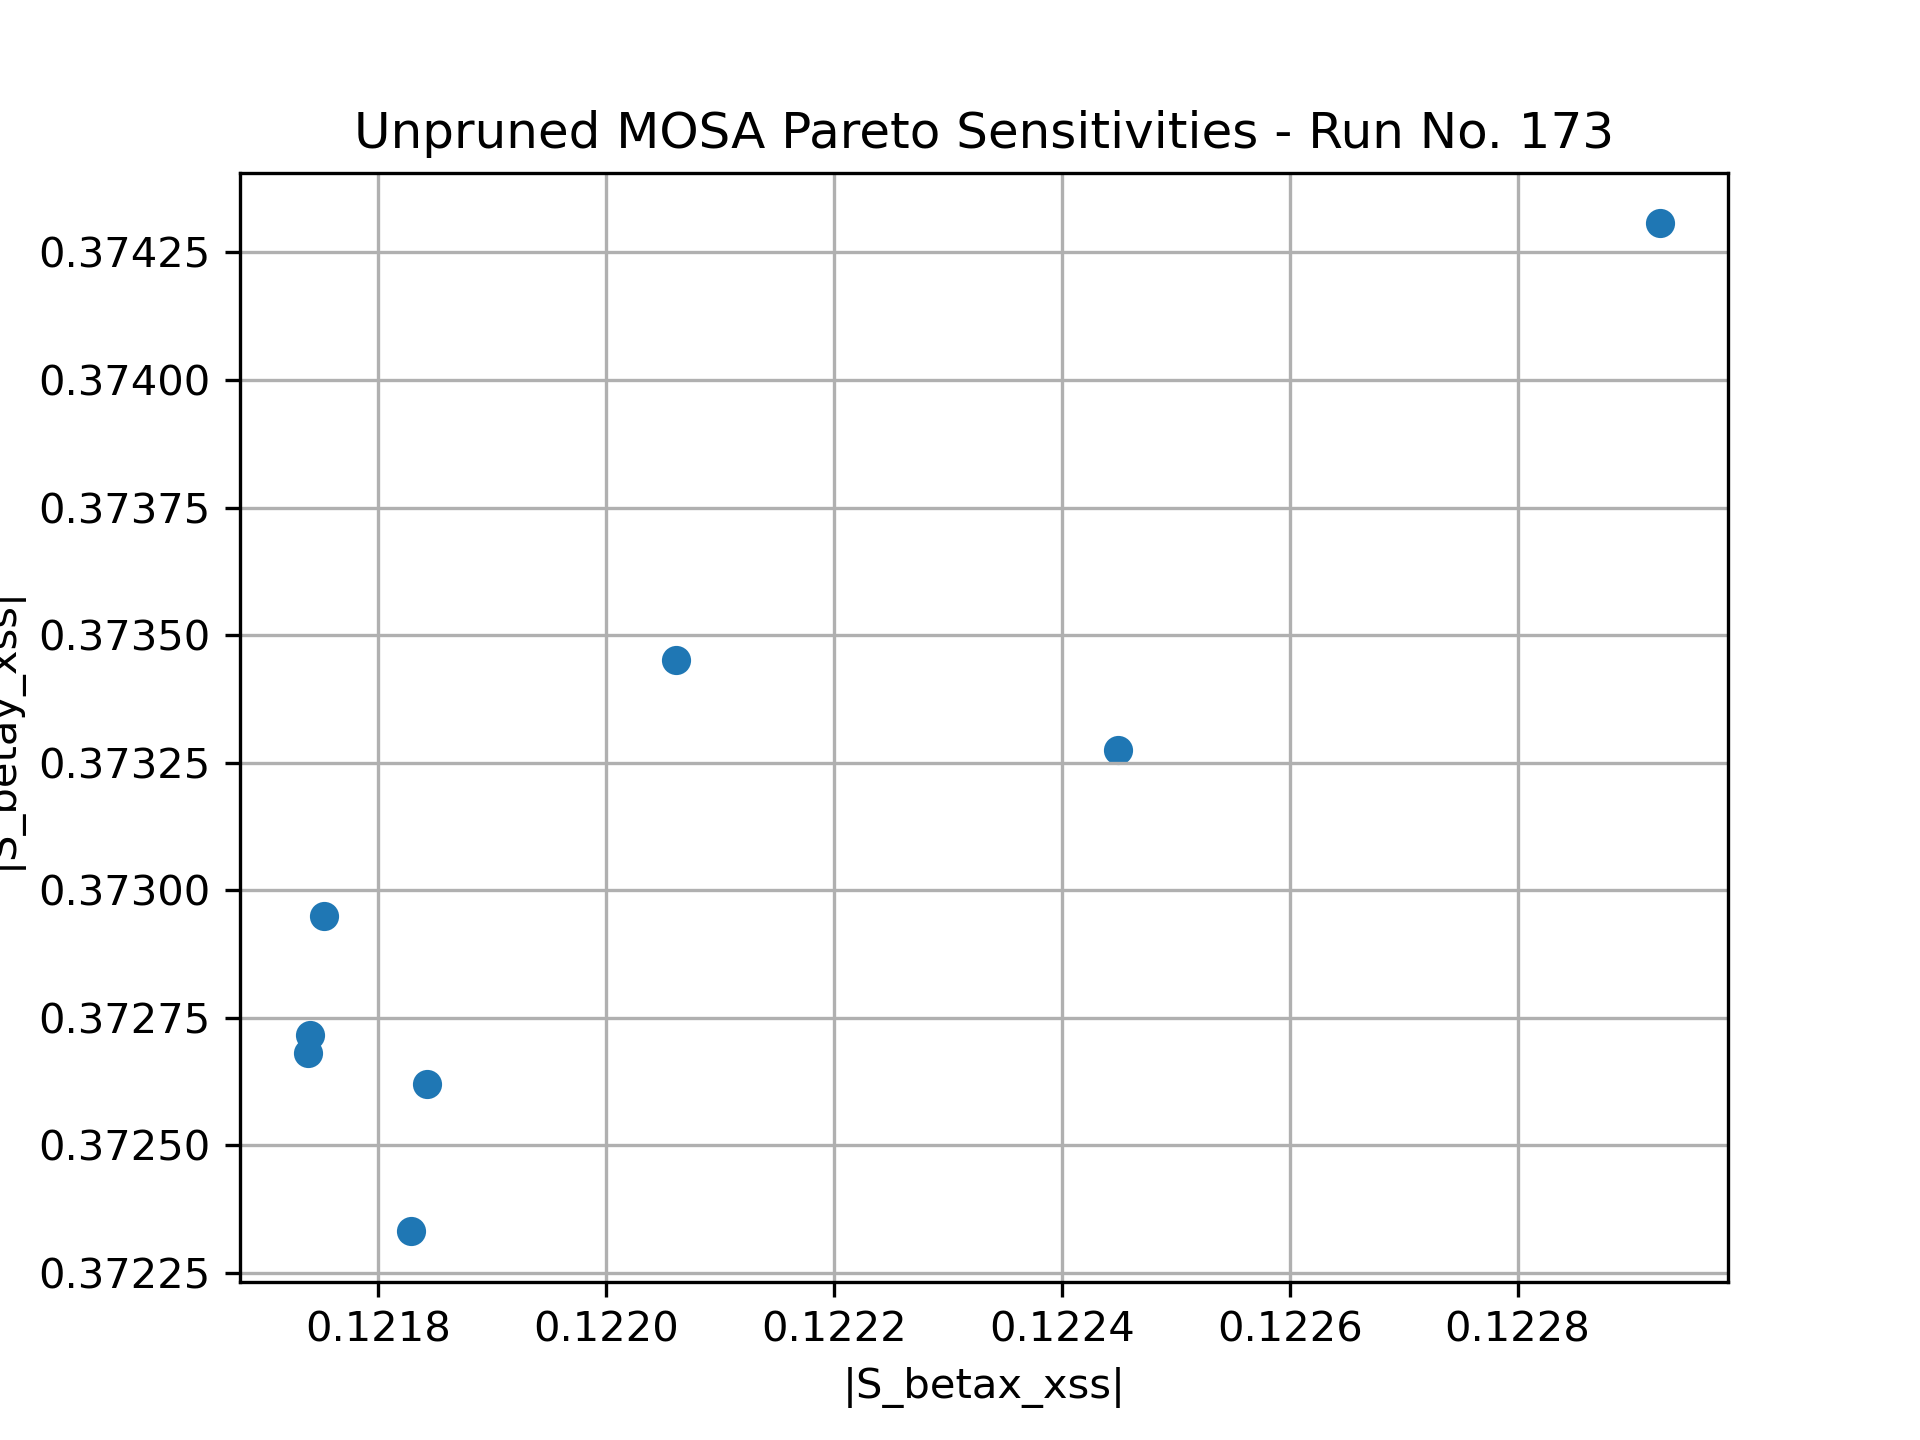 Unpruned MOSA Pareto Sensitivities - Run No. 173
0.37425
0.37400
0.37375
0.37350
0.37325
0.37300
0.37275
0.37250
0.37225
|S_betay_xss|
0.1218 0.1220 0.1222 0.1224 0.1226 0.1228
|S_betax_xss|